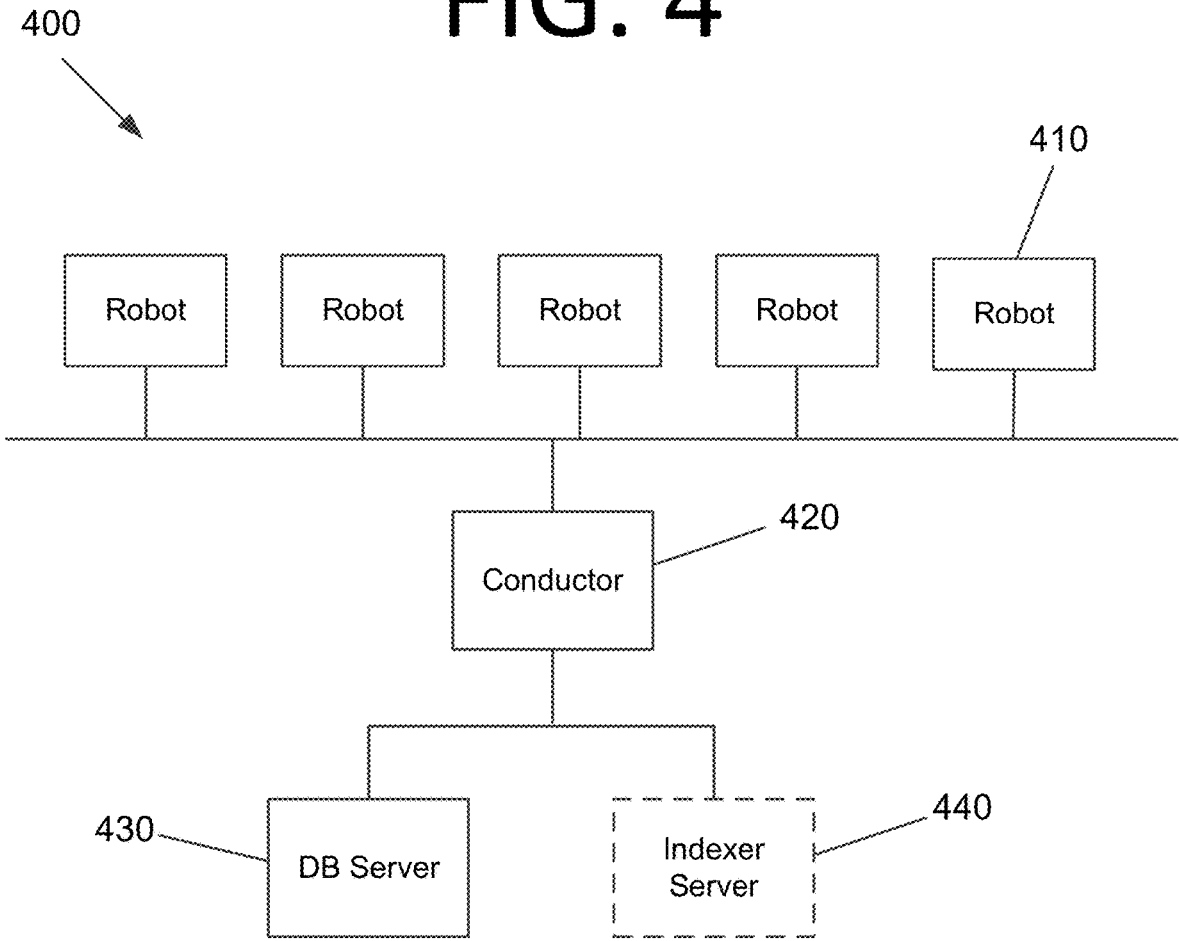 FIG. 4
400
410
Robot Robot Robot Robot Robot
420
Conductor
430
DB Server
440
Indexer
Server